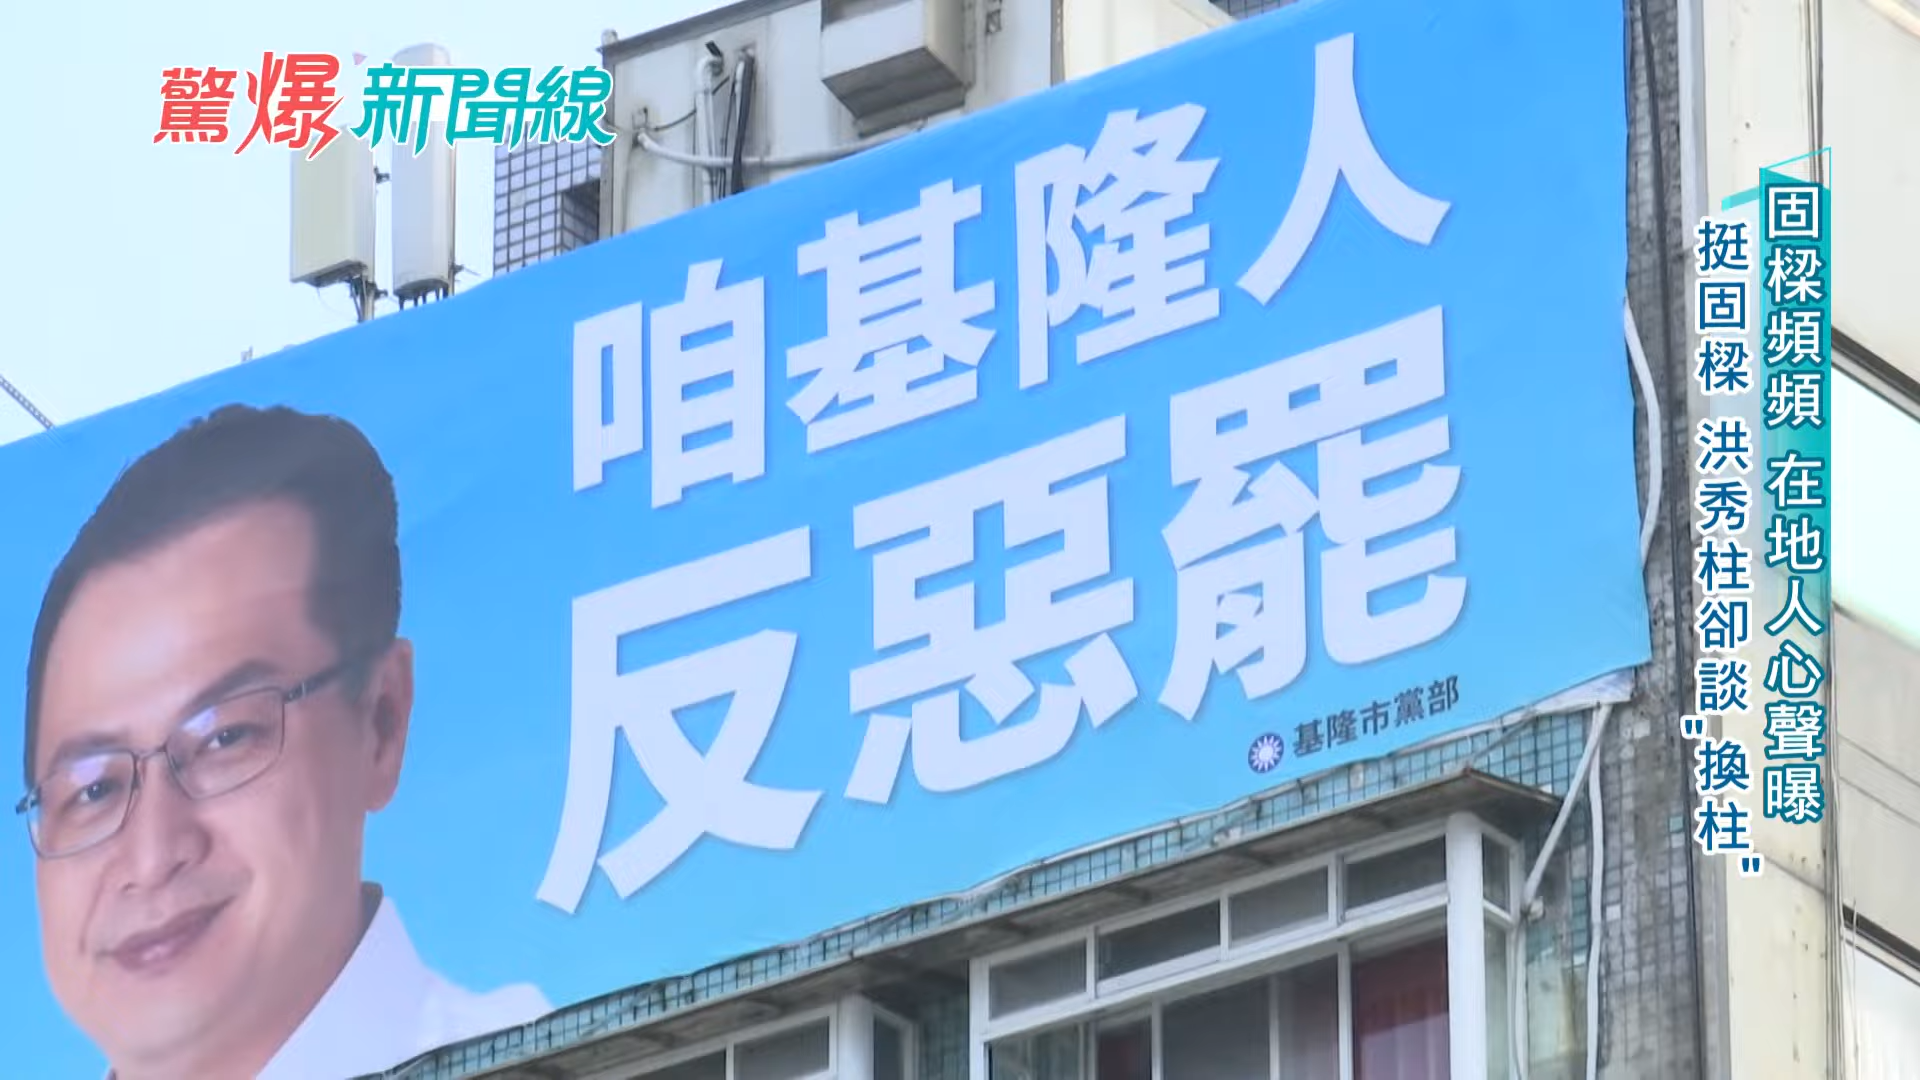 驚爆新聞線
咱基隆人
反惡罷
基隆市黨部
固樑頻頻 在地人心聲曝
挺固樑 洪秀柱卻談"換柱"